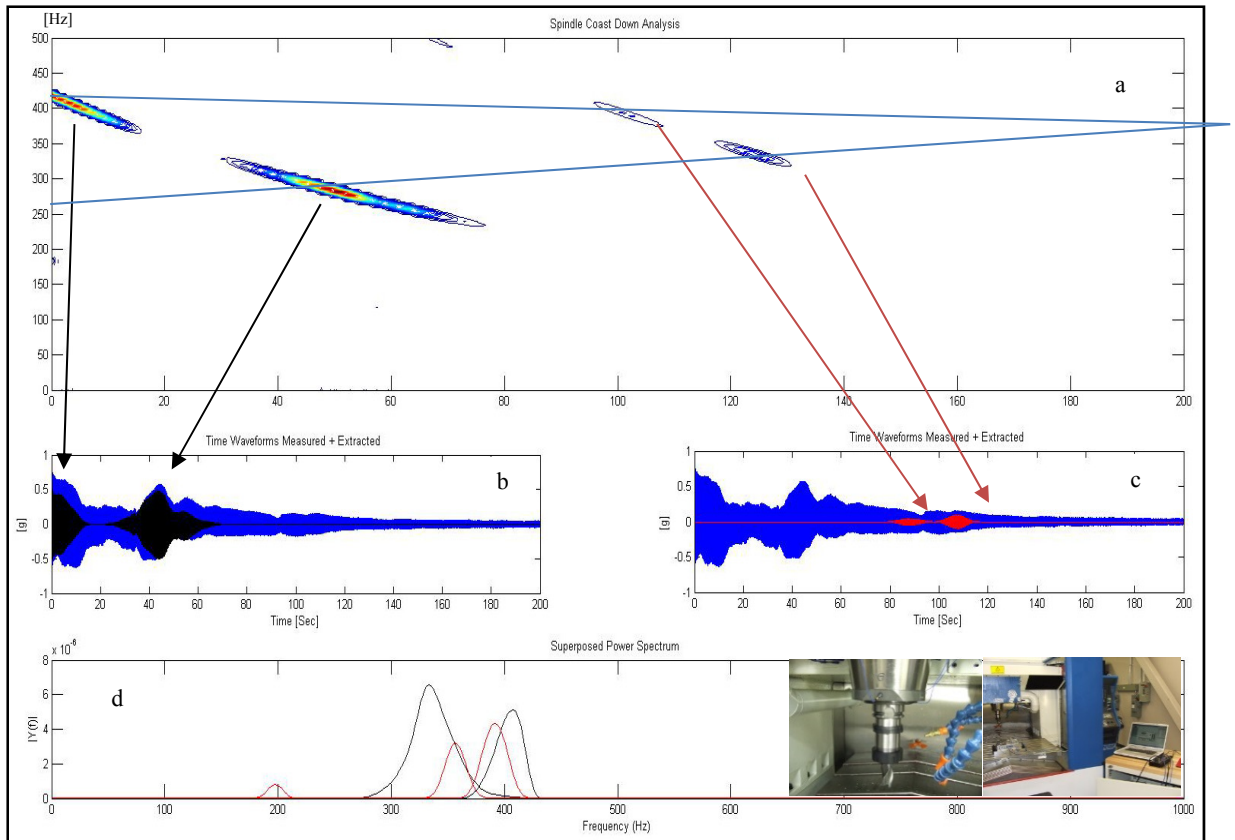 [Hz]
Spindle Coast Down Analysis
500
450
400
350
300
250
200
150
100
50
0
a
0 20 40 60 80 100 120 140 160 180 200
Time Waveforms Measured + Extracted
1
0.5
0
-0.5
-1
[g]
b
0 20 40 60 80 100 120 140 160 180 200
Time [Sec]
Time Waveforms Measured + Extracted
1
0.5
0
-0.5
-1
[g]
c
0 20 40 60 80 100 120 140 160 180 200
Time [Sec]
x 10⁻⁶
Superposed Power Spectrum
8
6
4
2
0
|Y(f)|
d
0 100 200 300 400 500 600 700 800 900 1000
Frequency (Hz)